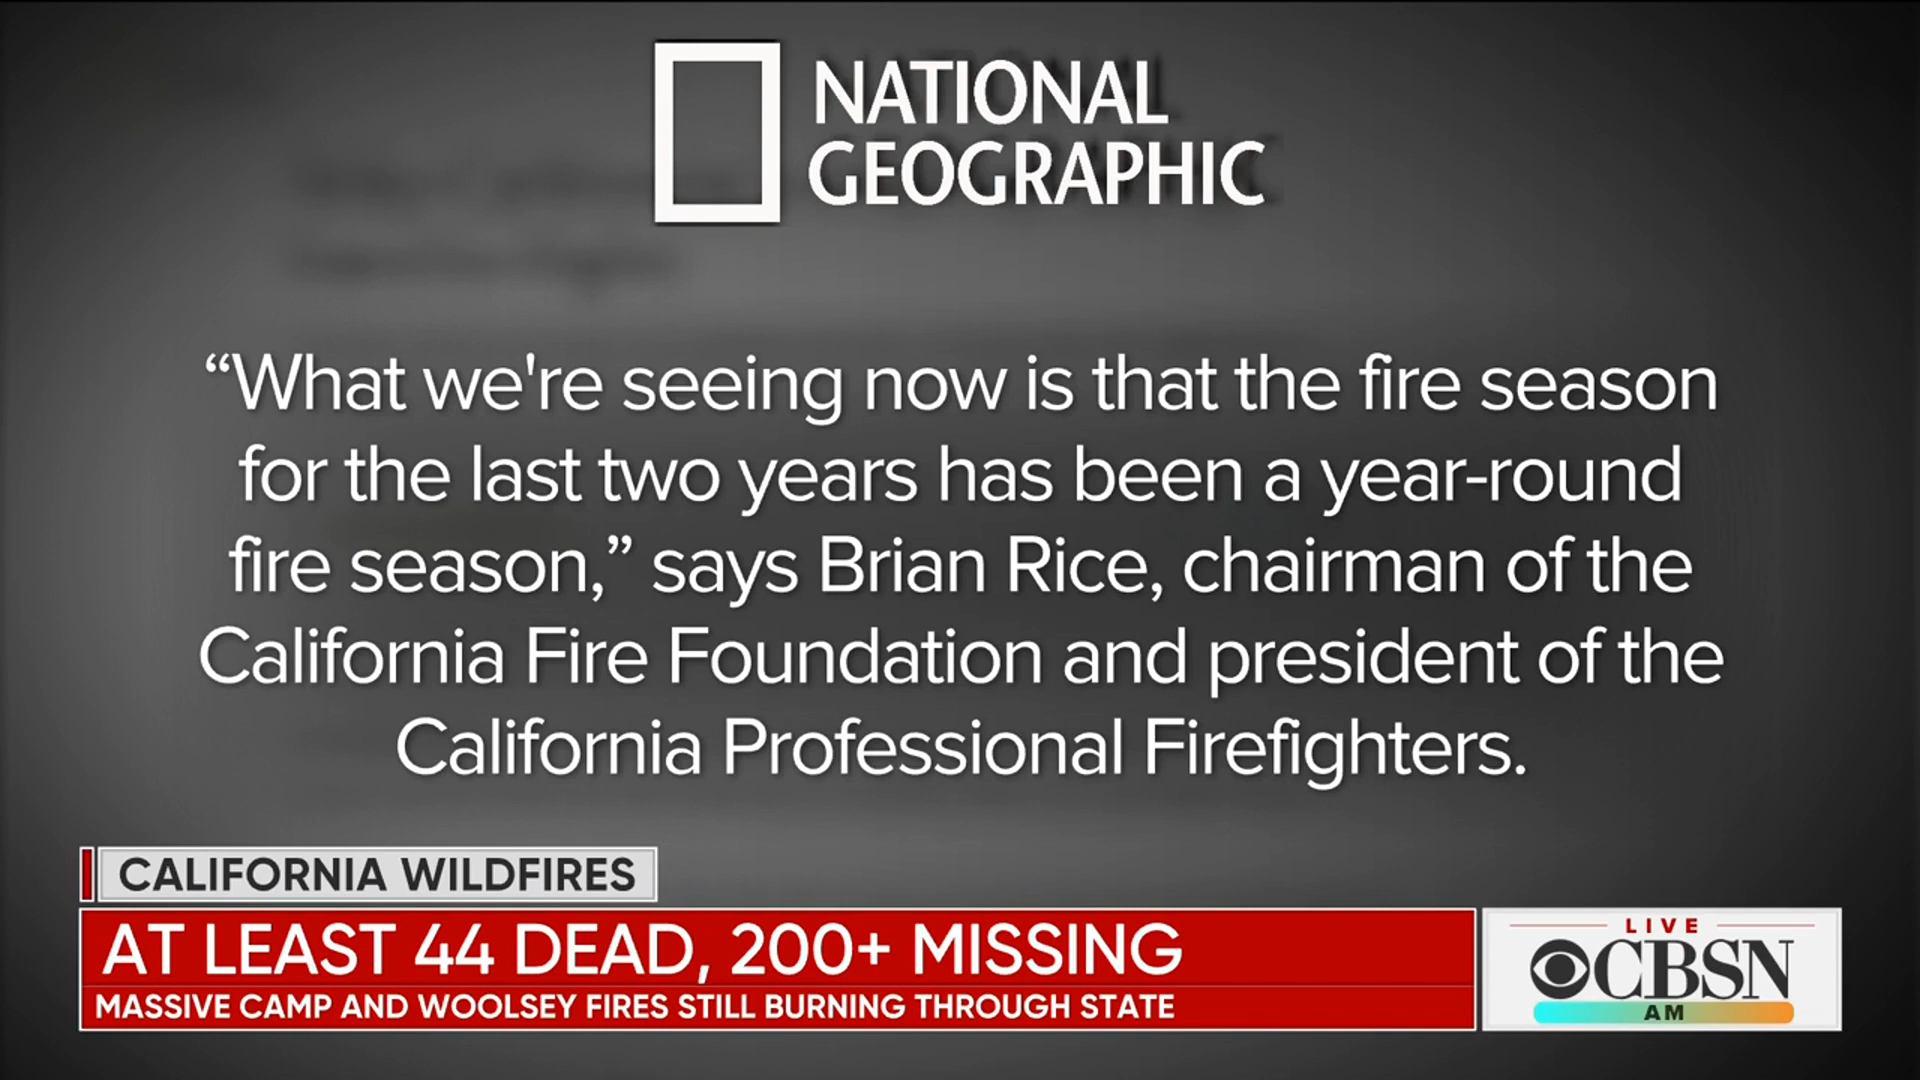 NATIONAL
GEOGRAPHIC
“What we're seeing now is that the fire season
for the last two years has been a year-round
fire season,” says Brian Rice, chairman of the
California Fire Foundation and president of the
California Professional Firefighters.
CALIFORNIA WILDFIRES
AT LEAST 44 DEAD, 200+ MISSING
MASSIVE CAMP AND WOOLSEY FIRES STILL BURNING THROUGH STATE
LIVE
CBSN
AM